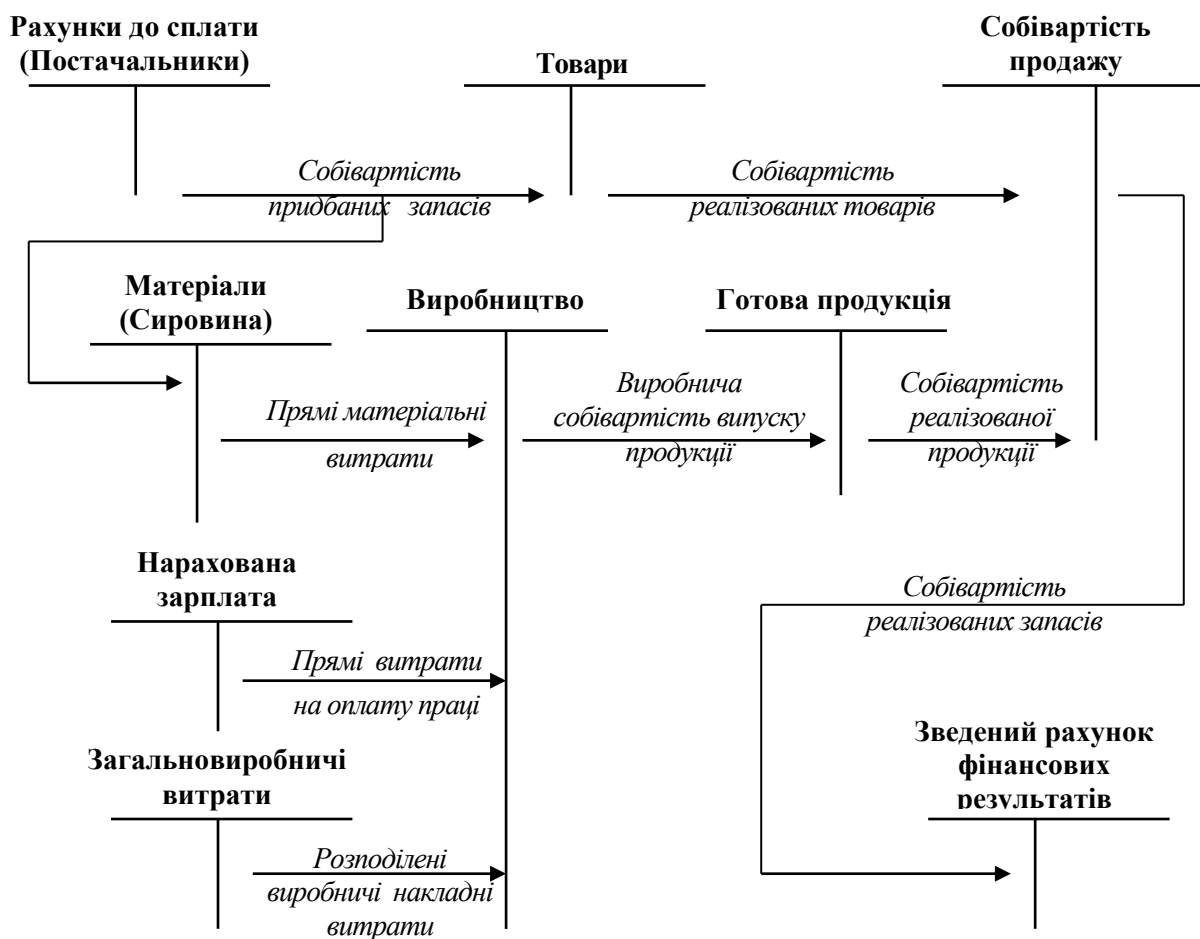 Рахунки до сплати
(Постачальники)
Товари
Собівартість
продажу
Собівартість
придбаних запасів
Собівартість
реалізованих товарів
Матеріали
(Сировина)
Виробництво
Готова продукція
Прямі матеріальні
витрати
Виробнича
собівартість випуску
продукції
Собівартість
реалізованої
продукції
Нарахована
зарплата
Собівартість
реалізованих запасів
Прямі витрати
на оплату праці
Загальновиробничі
витрати
Зведений рахунок
фінансових
результатів
Розподілені
виробничі накладні
витрати